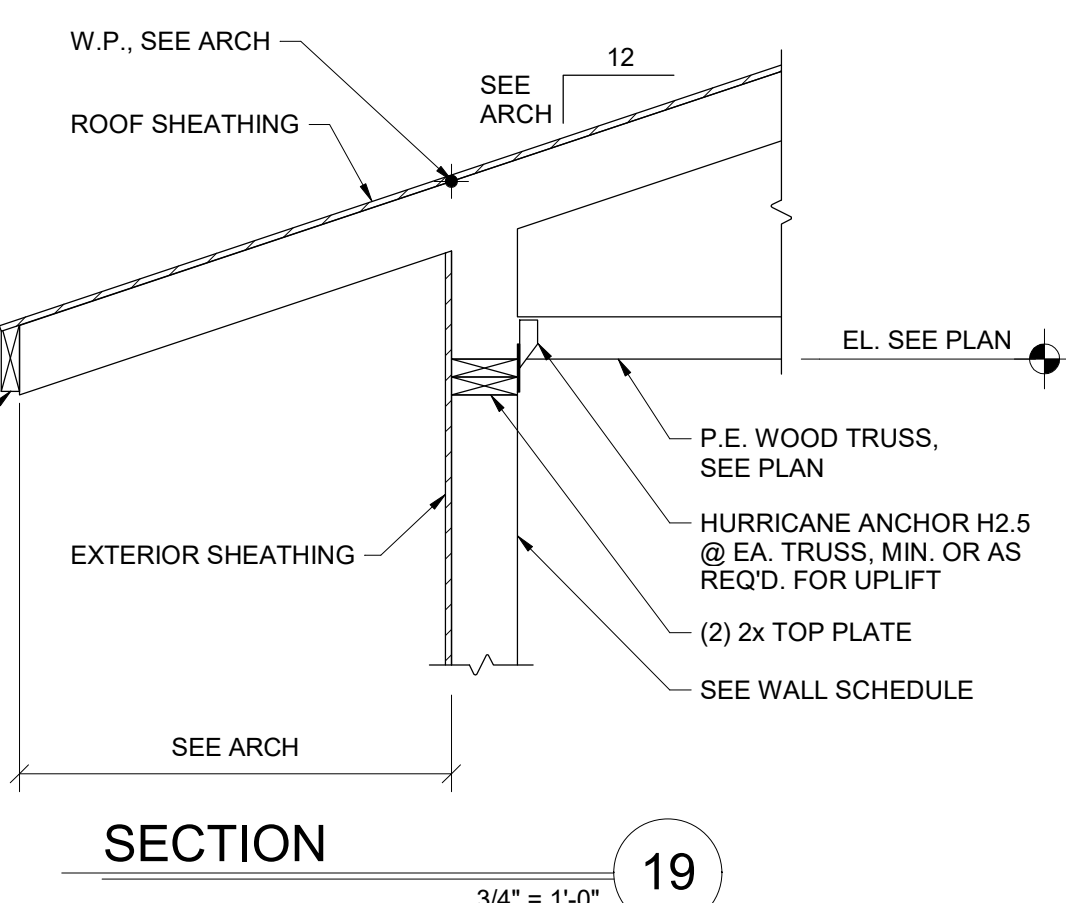 W.P., SEE ARCH
ROOF SHEATHING
12
SEE
ARCH
EL. SEE PLAN
P.E. WOOD TRUSS,
SEE PLAN
HURRICANE ANCHOR H2.5
@ EA. TRUSS, MIN. OR AS
REQ'D. FOR UPLIFT
(2) 2x TOP PLATE
SEE WALL SCHEDULE
EXTERIOR SHEATHING
SEE ARCH
SECTION
19
3/4" = 1'-0"